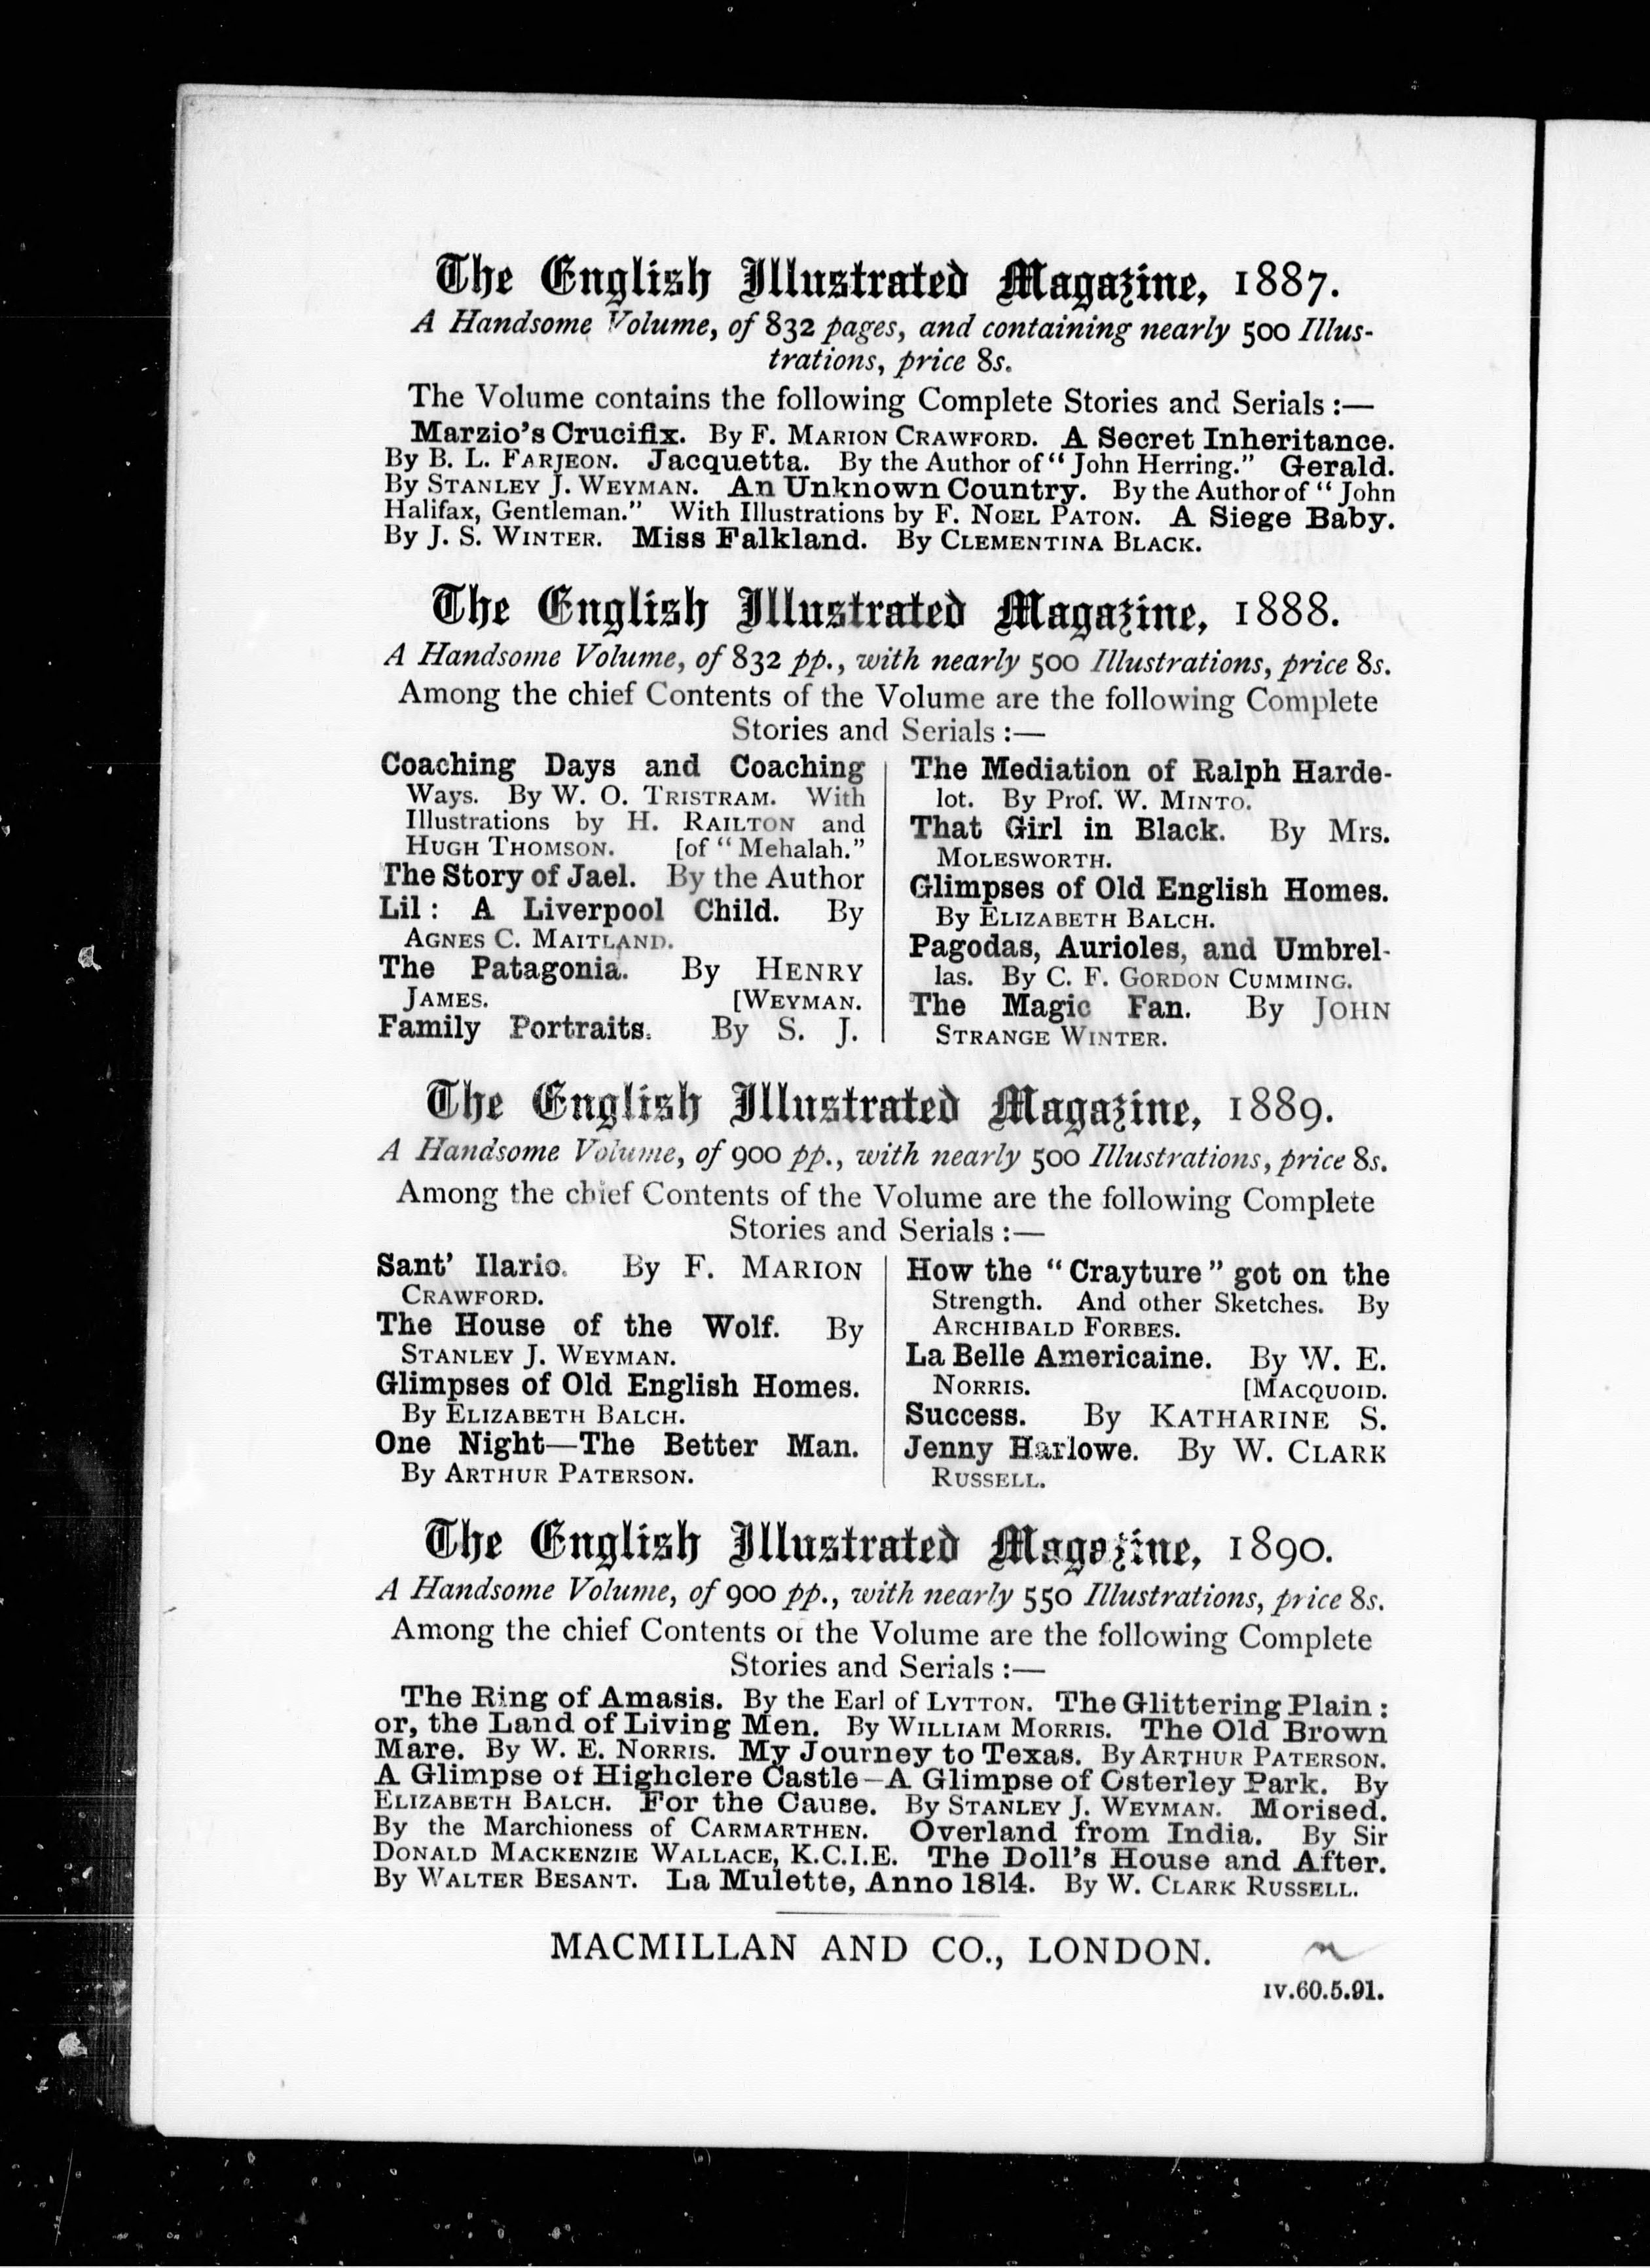 The English Illustrated Magazine, 1887.
A Handsome Volume, of 832 pages, and containing nearly 500 Illus-
trations, price 8s.
The Volume contains the following Complete Stories and Serials :—
Marzio's Crucifix. By F. MARION CRAWFORD. A Secret Inheritance.
By B. L. FARJEON. Jacquetta. By the Author of "John Herring." Gerald.
By STANLEY J. WEYMAN. An Unknown Country. By the Author of "John
Halifax, Gentleman." With Illustrations by F. NOEL PATON. A Siege Baby.
By J. S. WINTER. Miss Falkland. By CLEMENTINA BLACK.
The English Illustrated Magazine, 1888.
A Handsome Volume, of 832 pp., with nearly 500 Illustrations, price 8s.
Among the chief Contents of the Volume are the following Complete
Stories and Serials :—
Coaching Days and Coaching
Ways. By W. O. TRISTRAM. With
Illustrations by H. RAILTON and
HUGH THOMSON. [of "Mehalah."
The Story of Jael. By the Author
Lil : A Liverpool Child. By
AGNES C. MAITLAND.
The Patagonia. By HENRY
JAMES. [WEYMAN.
Family Portraits. By S. J.
The Mediation of Ralph Harde-
lot. By Prof. W. MINTO.
That Girl in Black. By Mrs.
MOLESWORTH.
Glimpses of Old English Homes.
By ELIZABETH BALCH.
Pagodas, Aurioles, and Umbrel-
las. By C. F. GORDON CUMMING.
The Magic Fan. By JOHN
STRANGE WINTER.
The English Illustrated Magazine, 1889.
A Handsome Volume, of 900 pp., with nearly 500 Illustrations, price 8s.
Among the chief Contents of the Volume are the following Complete
Stories and Serials :—
Sant' Ilario. By F. MARION
CRAWFORD.
The House of the Wolf. By
STANLEY J. WEYMAN.
Glimpses of Old English Homes.
By ELIZABETH BALCH.
One Night—The Better Man.
By ARTHUR PATERSON.
How the "Crayture" got on the
Strength. And other Sketches. By
ARCHIBALD FORBES.
La Belle Americaine. By W. E.
NORRIS. [MACQUOID.
Success. By KATHARINE S.
Jenny Harlowe. By W. CLARK
RUSSELL.
The English Illustrated Magazine, 1890.
A Handsome Volume, of 900 pp., with nearly 550 Illustrations, price 8s.
Among the chief Contents of the Volume are the following Complete
Stories and Serials :—
The Ring of Amasis. By the Earl of LYTTON. The Glittering Plain :
or, the Land of Living Men. By WILLIAM MORRIS. The Old Brown
Mare. By W. E. NORRIS. My Journey to Texas. By ARTHUR PATERSON.
A Glimpse of Highclere Castle—A Glimpse of Osterley Park. By
ELIZABETH BALCH. For the Cause. By STANLEY J. WEYMAN. Morised.
By the Marchioness of CARMARTHEN. Overland from India. By Sir
DONALD MACKENZIE WALLACE, K.C.I.E. The Doll's House and After.
By WALTER BESANT. La Mulette, Anno 1814. By W. CLARK RUSSELL.
MACMILLAN AND CO., LONDON.
IV.60.5.91.